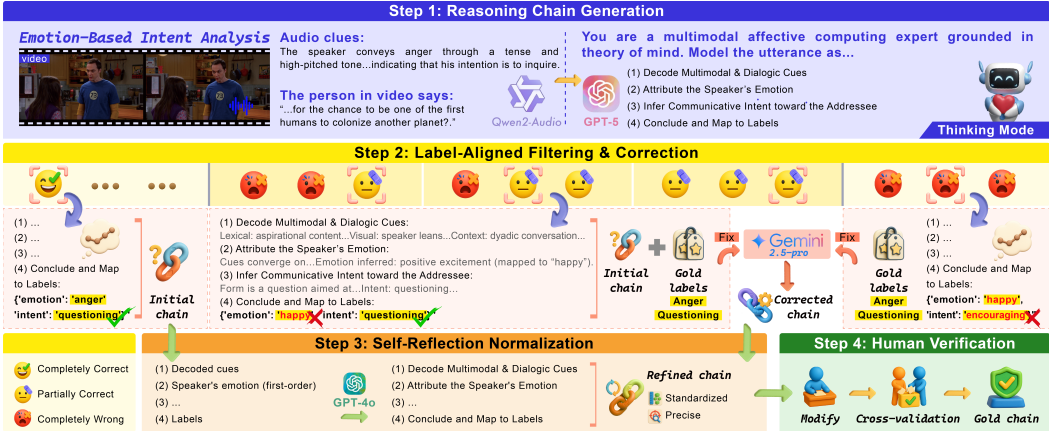 Step 1: Reasoning Chain Generation
Emotion-Based Intent Analysis
video
Audio clues:
The speaker conveys anger through a tense and
high-pitched tone...indicating that his intention is to inquire.
The person in video says:
"...for the chance to be one of the first
humans to colonize another planet?."
Qwen2-Audio
GPT-5
You are a multimodal affective computing expert grounded in
theory of mind. Model the utterance as...
(1) Decode Multimodal & Dialogic Cues
(2) Attribute the Speaker's Emotion
(3) Infer Communicative Intent toward the Addressee
(4) Conclude and Map to Labels
Thinking Mode
Step 2: Label-Aligned Filtering & Correction
(1) ...
(2) ...
(3) ...
(4) Conclude and Map
to Labels:
{'emotion': 'anger'
'intent': 'questioning'}
Initial
chain
(1) Decode Multimodal & Dialogic Cues:
Lexical: aspirational content...Visual: speaker leans...Context: dyadic conversation...
(2) Attribute the Speaker's Emotion:
Cues converge on...Emotion inferred: positive excitement (mapped to "happy").
(3) Infer Communicative Intent toward the Addressee:
Form is a question aimed at...Intent: questioning...
(4) Conclude and Map to Labels:
{'emotion': 'happy' 'intent': 'questioning'}
Initial
chain
Gold
labels
Anger
Questioning
Fix
Gemini
2.5-pro
Fix
Corrected
chain
Gold
labels
Anger
Questioning
(1) ...
(2) ...
(3) ...
(4) Conclude and Map
to Labels:
{'emotion': 'happy',
'intent': 'encouraging'}
Completely Correct
Partially Correct
Completely Wrong
Step 3: Self-Reflection Normalization
(1) Decoded cues
(2) Speaker's emotion (first-order)
(3) ...
(4) Labels
GPT-4o
(1) Decode Multimodal & Dialogic Cues
(2) Attribute the Speaker's Emotion
(3) ...
(4) Conclude and Map to Labels
Refined chain
Standardized
Precise
Step 4: Human Verification
Modify
Cross-validation
Gold chain